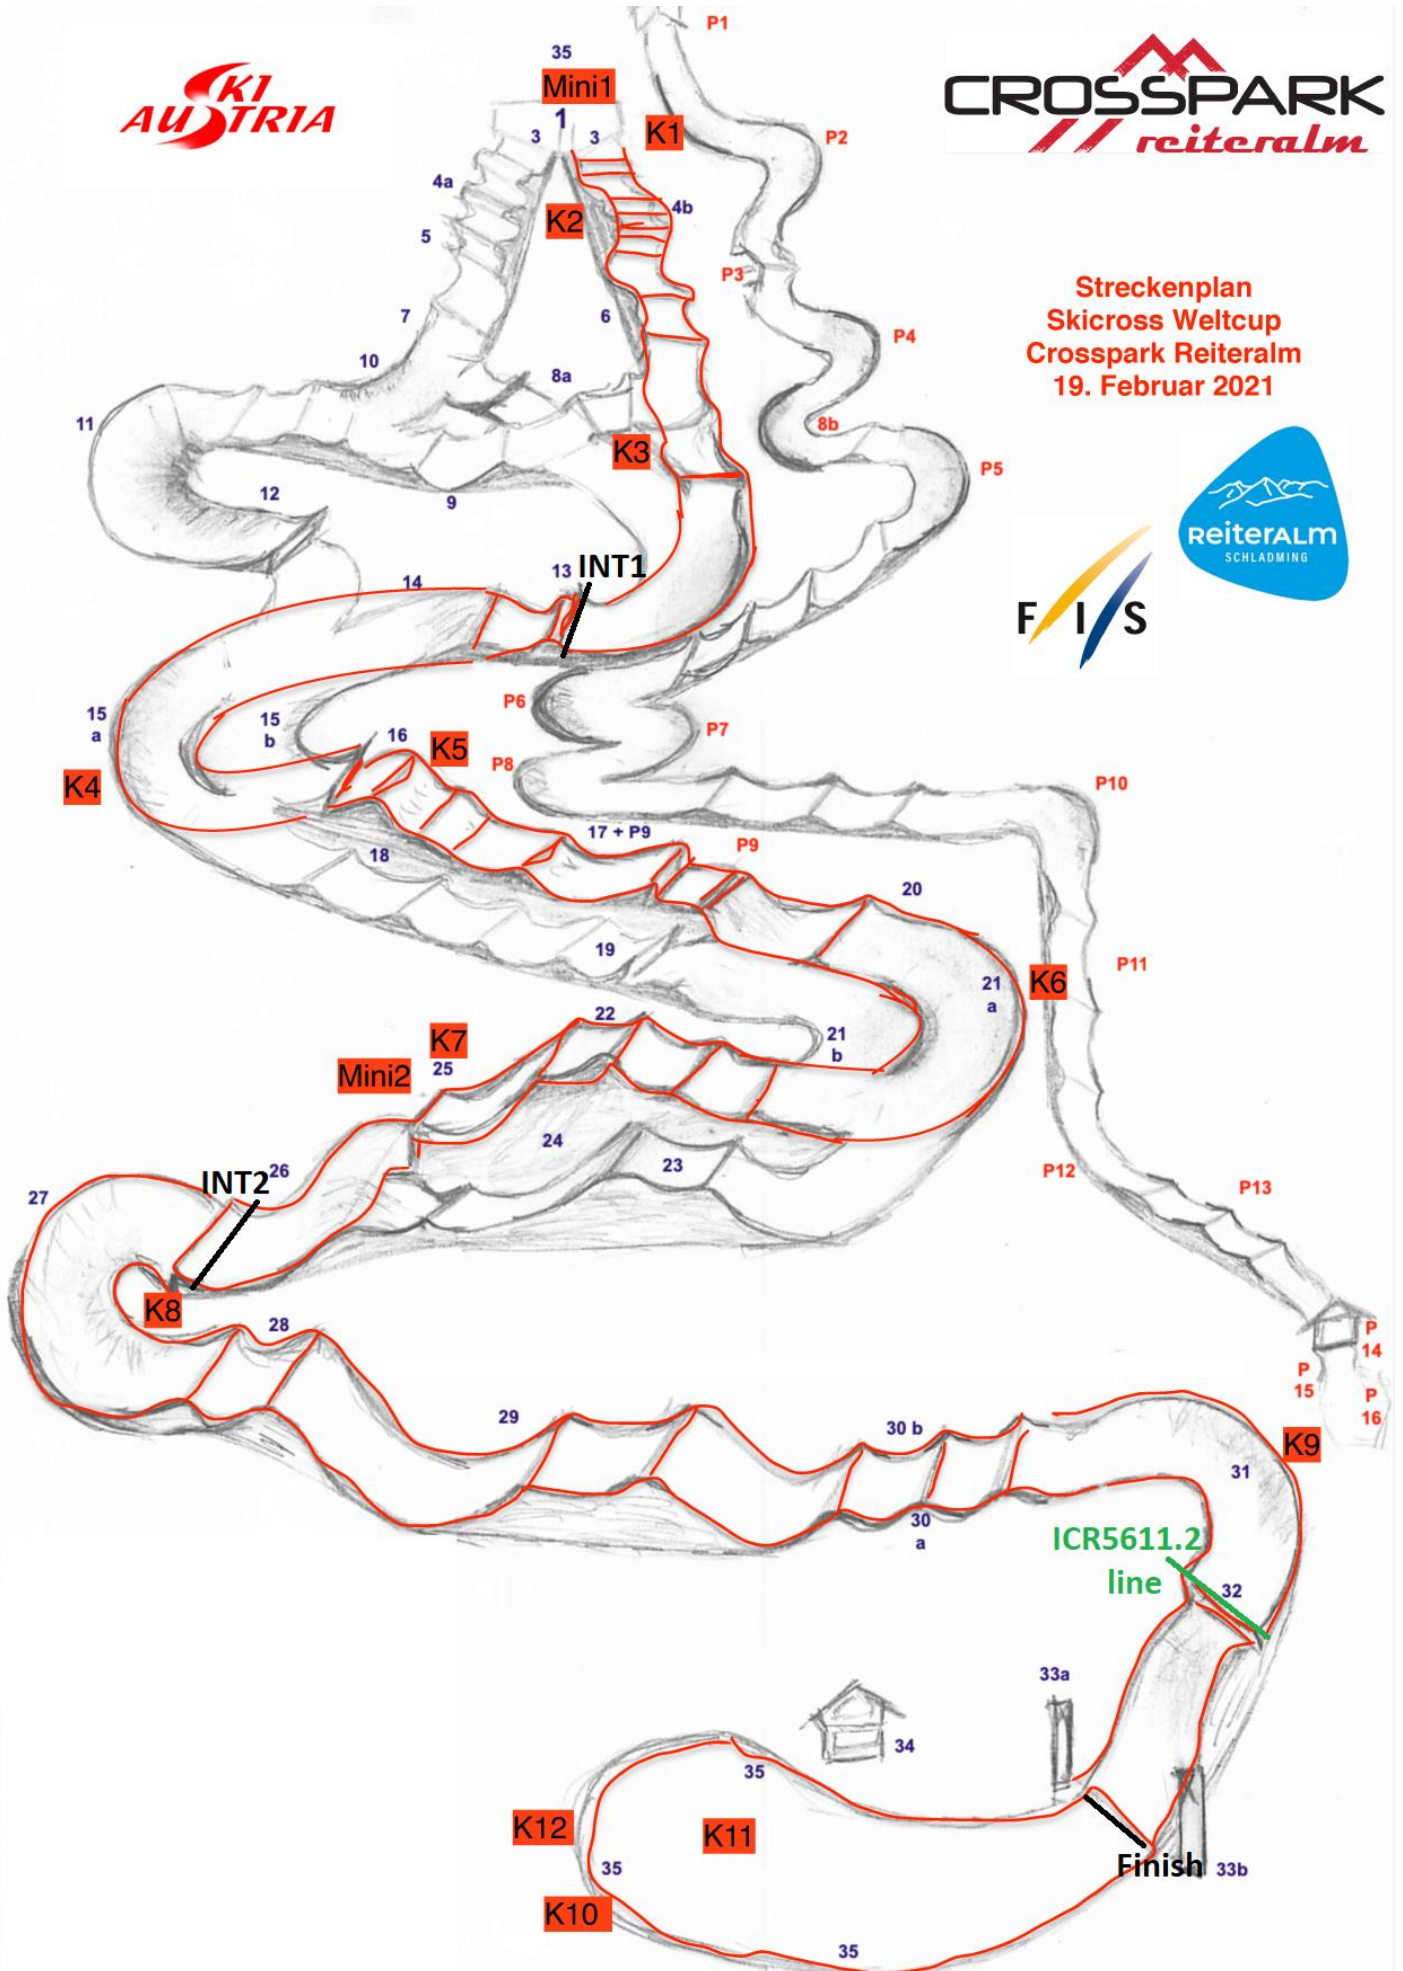 P1
35
SKI
AUSTRIA
Mini1
CROSSPARK
reiteralm
1
3
3
K1
P2
4a
4b
K2
5
P3
Streckenplan
Skicross Weltcup
Crosspark Reiteralm
19. Februar 2021
7
6
P4
10
8a
11
8b
K3
P5
12
9
REITERALM
SCHLADMING
13
INT1
14
F I S
P6
15
a
15
b
P7
16
K5
P8
K4
P10
17 + P9
P9
18
20
19
P11
K6
21
a
22
21
b
K7
25
Mini2
24
23
P12
INT2
26
P13
27
K8
28
P
14
P
15
P
16
29
30 b
K9
31
30
a
ICR5611.2
line
32
33a
34
35
K12
K11
Finish
33b
35
K10
35